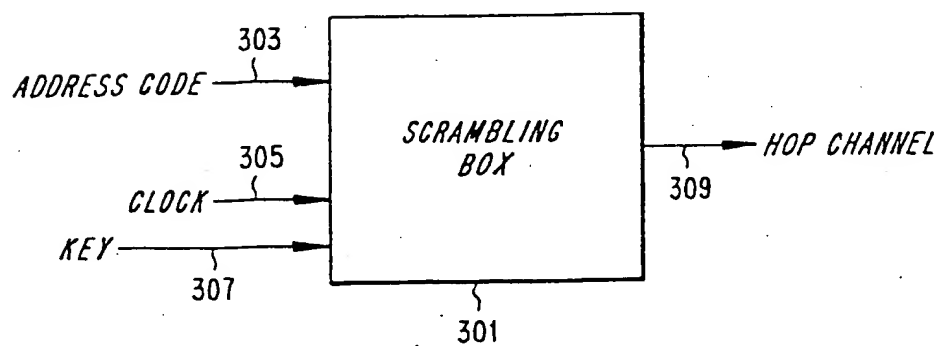 303
ADDRESS CODE
SCRAMBLING
BOX
HOP CHANNEL
309
305
CLOCK
KEY
307
301